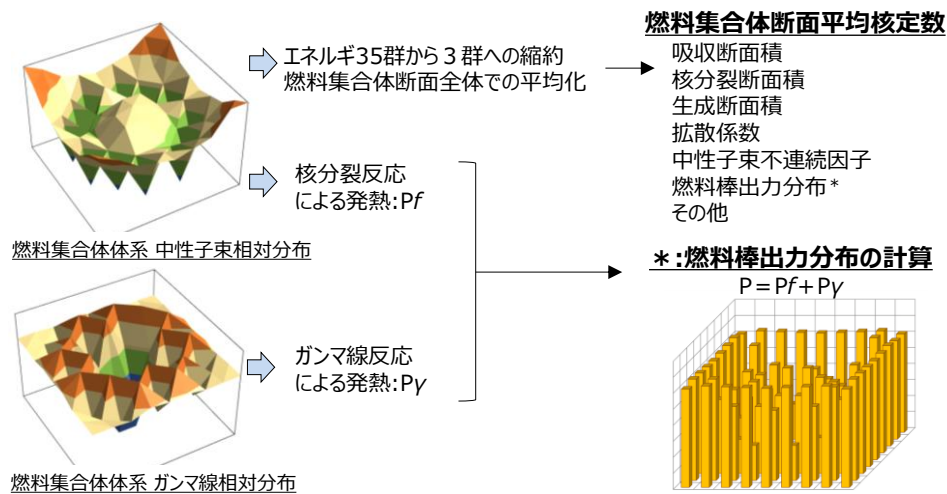 エネルギ35群から3群への縮約
燃料集合体断面全体での平均化
核分裂反応
による発熱:Pf
燃料集合体体系 中性子束相対分布
ガンマ線反応
による発熱:Pγ
燃料集合体体系 ガンマ線相対分布
燃料集合体断面平均核定数
吸収断面積
核分裂断面積
生成断面積
拡散係数
中性子束不連続因子
燃料棒出力分布*
その他
*:燃料棒出力分布の計算
P=Pf+Pγ